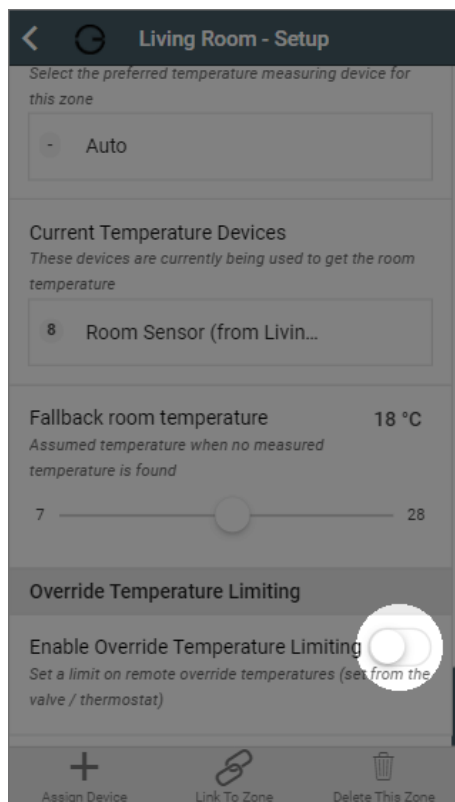 Living Room - Setup
Select the preferred temperature measuring device for
this zone
- Auto
Current Temperature Devices
These devices are currently being used to get the room
temperature
8 Room Sensor (from Livin...
Fallback room temperature 18 °C
Assumed temperature when no measured
temperature is found
7 28
Override Temperature Limiting
Enable Override Temperature Limiting
Set a limit on remote override temperatures (set from the
valve / thermostat)
Assign Device Link To Zone Delete This Zone